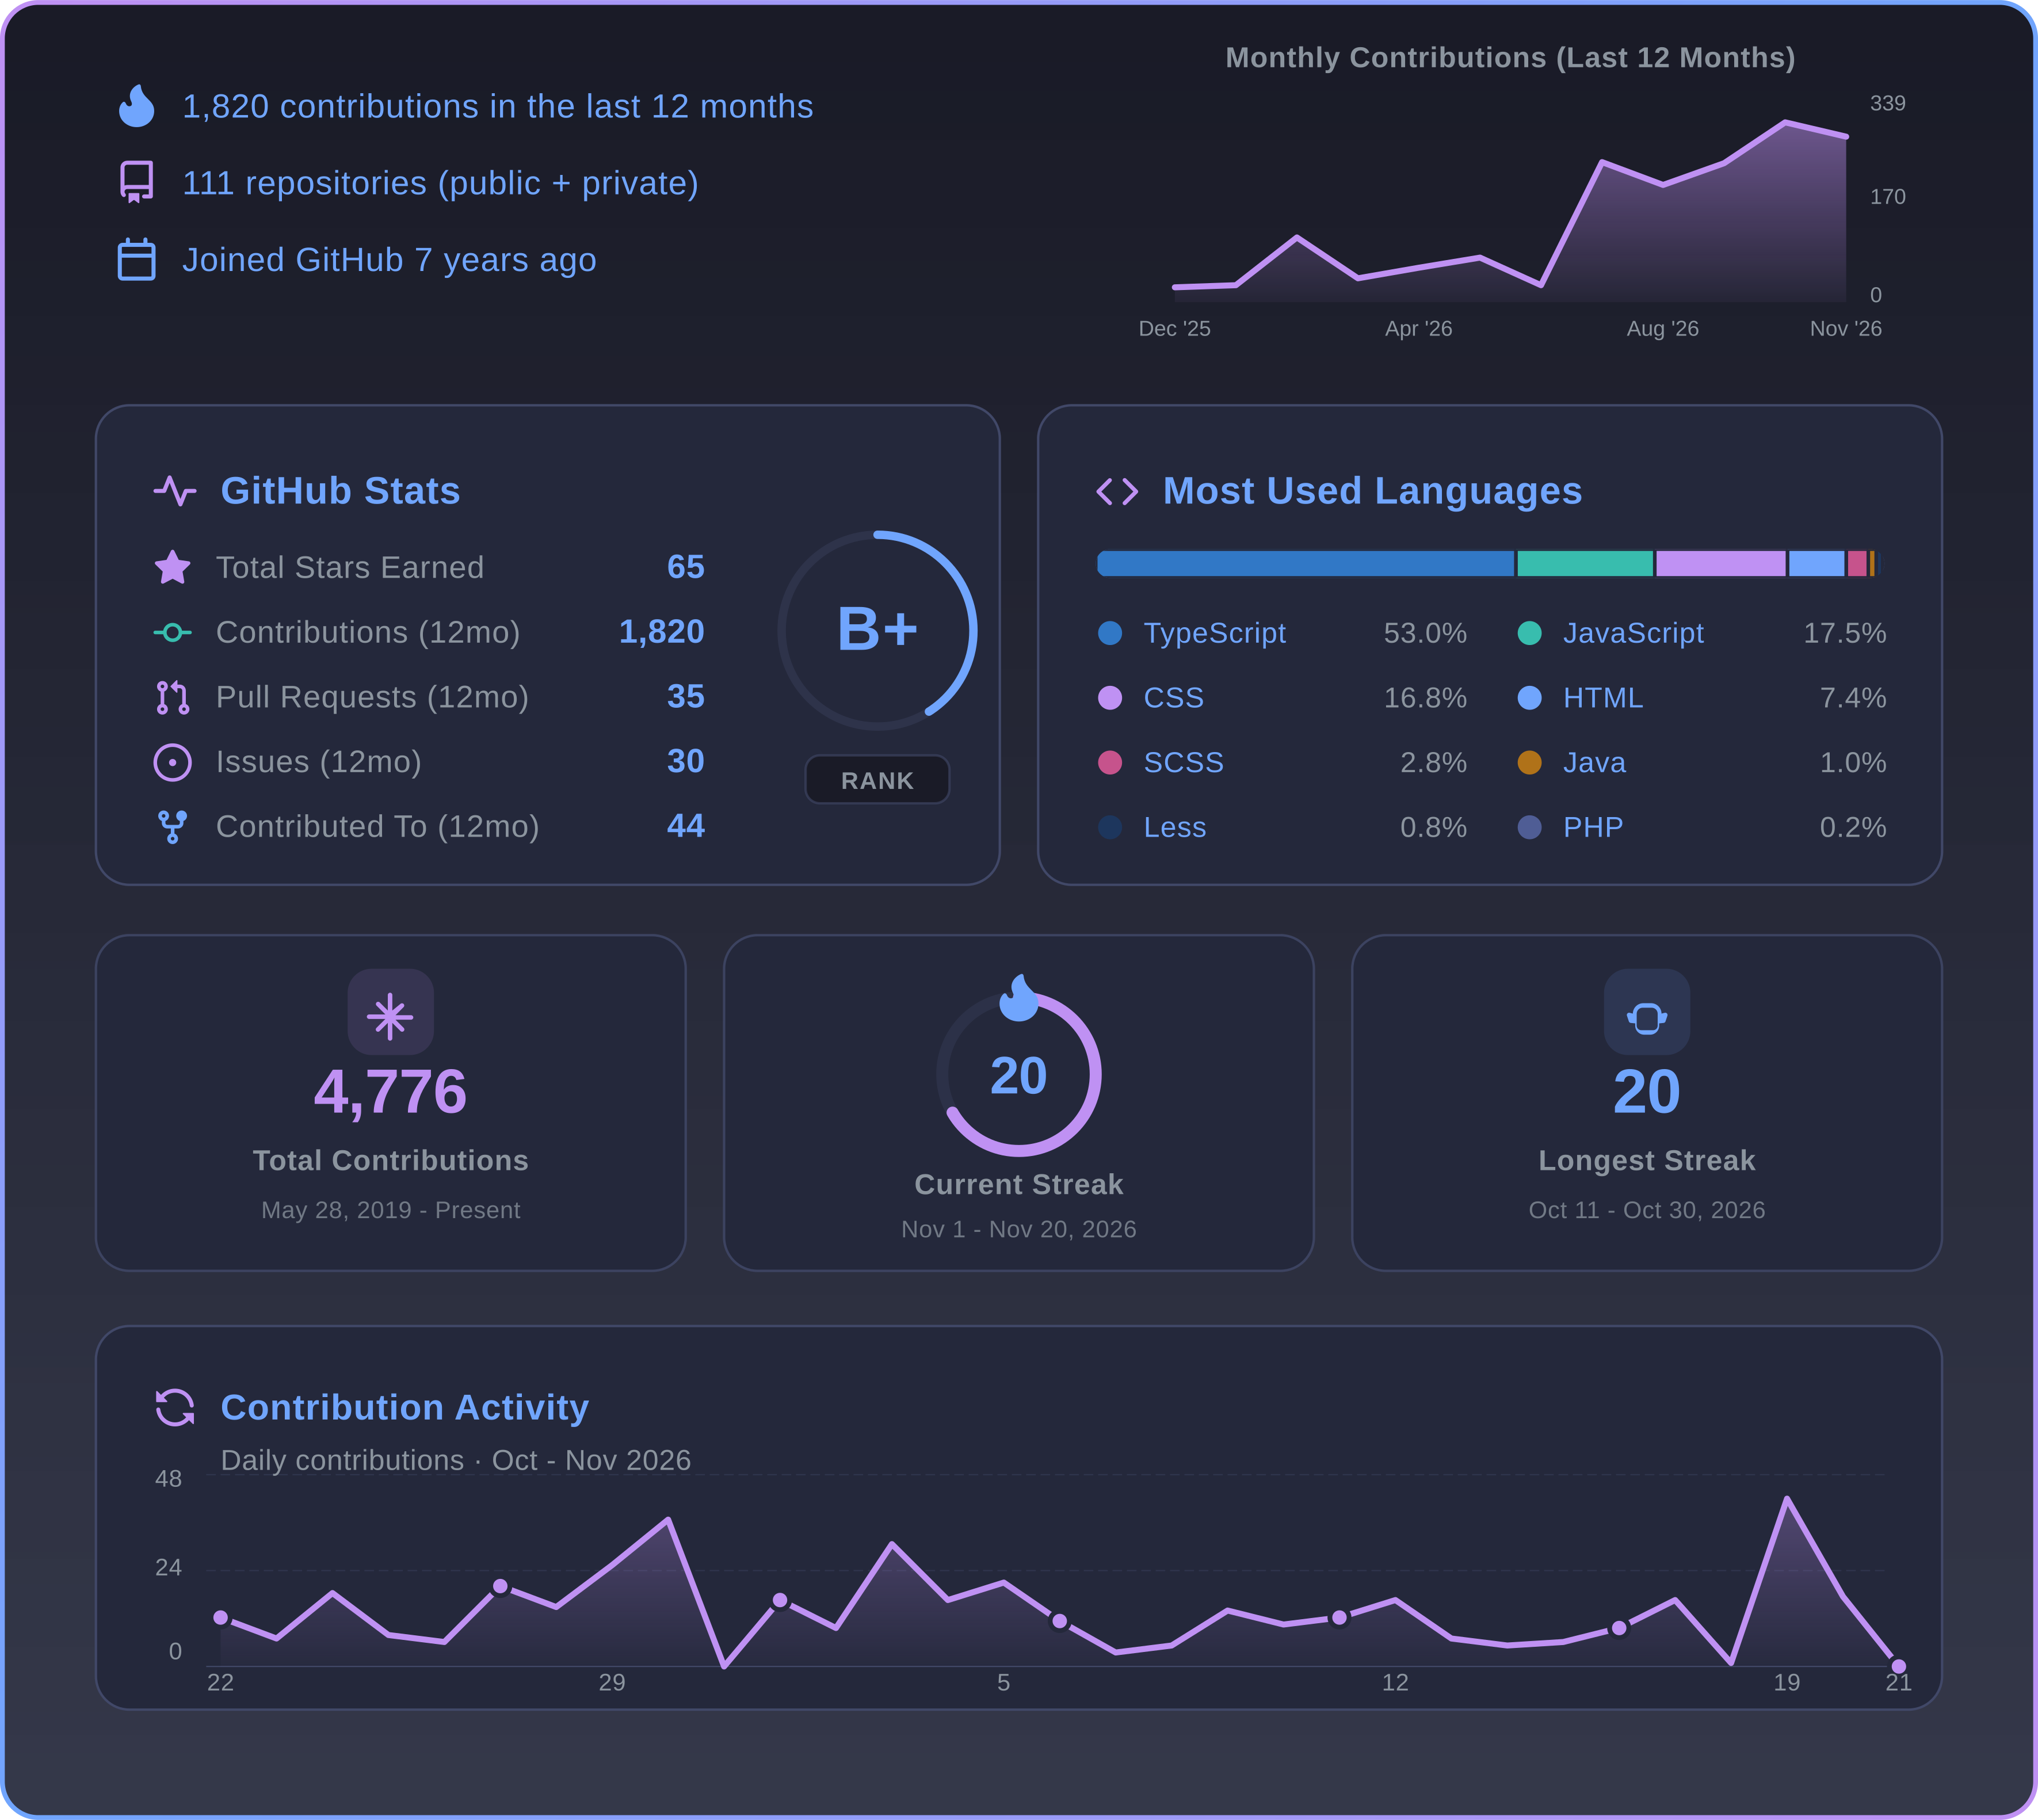 1,820 contributions in the last 12 months
111 repositories (public + private)
Joined GitHub 7 years ago
Monthly Contributions (Last 12 Months)
339
170
0
Dec '25 Apr '26 Aug '26 Nov '26
GitHub Stats
Total Stars Earned 65
Contributions (12mo) 1,820
Pull Requests (12mo) 35
Issues (12mo) 30
Contributed To (12mo) 44
B+
RANK
Most Used Languages
TypeScript 53.0% JavaScript 17.5%
CSS 16.8% HTML 7.4%
SCSS 2.8% Java 1.0%
Less 0.8% PHP 0.2%
4,776
Total Contributions
May 28, 2019 - Present
20
Current Streak
Nov 1 - Nov 20, 2026
20
Longest Streak
Oct 11 - Oct 30, 2026
Contribution Activity
Daily contributions · Oct - Nov 2026
48
24
0
22 29 5 12 19 21